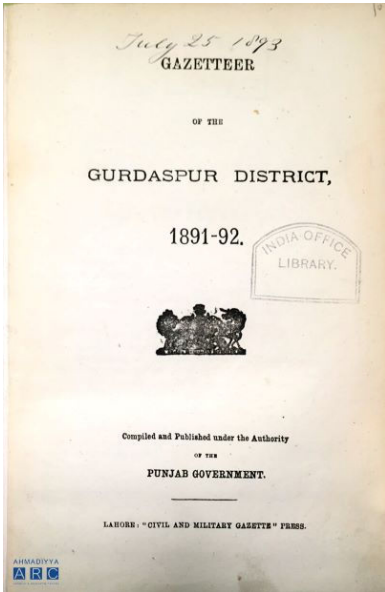 July 25 1893
GAZETTEER
OF THE
GURDASPUR DISTRICT,
1891-92.
INDIA OFFICE
LIBRARY.
Compiled and Published under the Authority
OF THE
PUNJAB GOVERNMENT.
LAHORE: "CIVIL AND MILITARY GAZETTE" PRESS.
AHMADIYYA
ARC